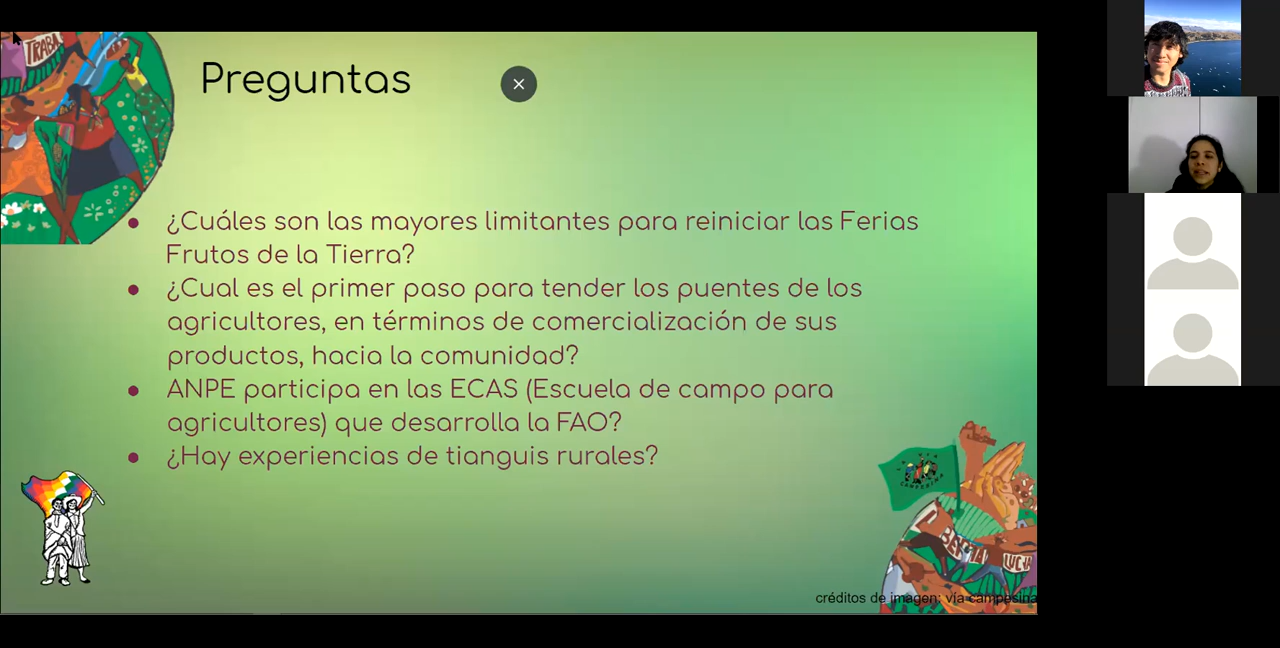 TRABA
Preguntas
¿Cuáles son las mayores limitantes para reiniciar las Ferias
Frutos de la Tierra?
¿Cual es el primer paso para tender los puentes de los
agricultores, en términos de comercialización de sus
productos, hacia la comunidad?
ANPE participa en las ECAS (Escuela de campo para
agricultores) que desarrolla la FAO?
¿Hay experiencias de tianguis rurales?
CAMPESINA
LUCHA
créditos de imagen: vía campesina